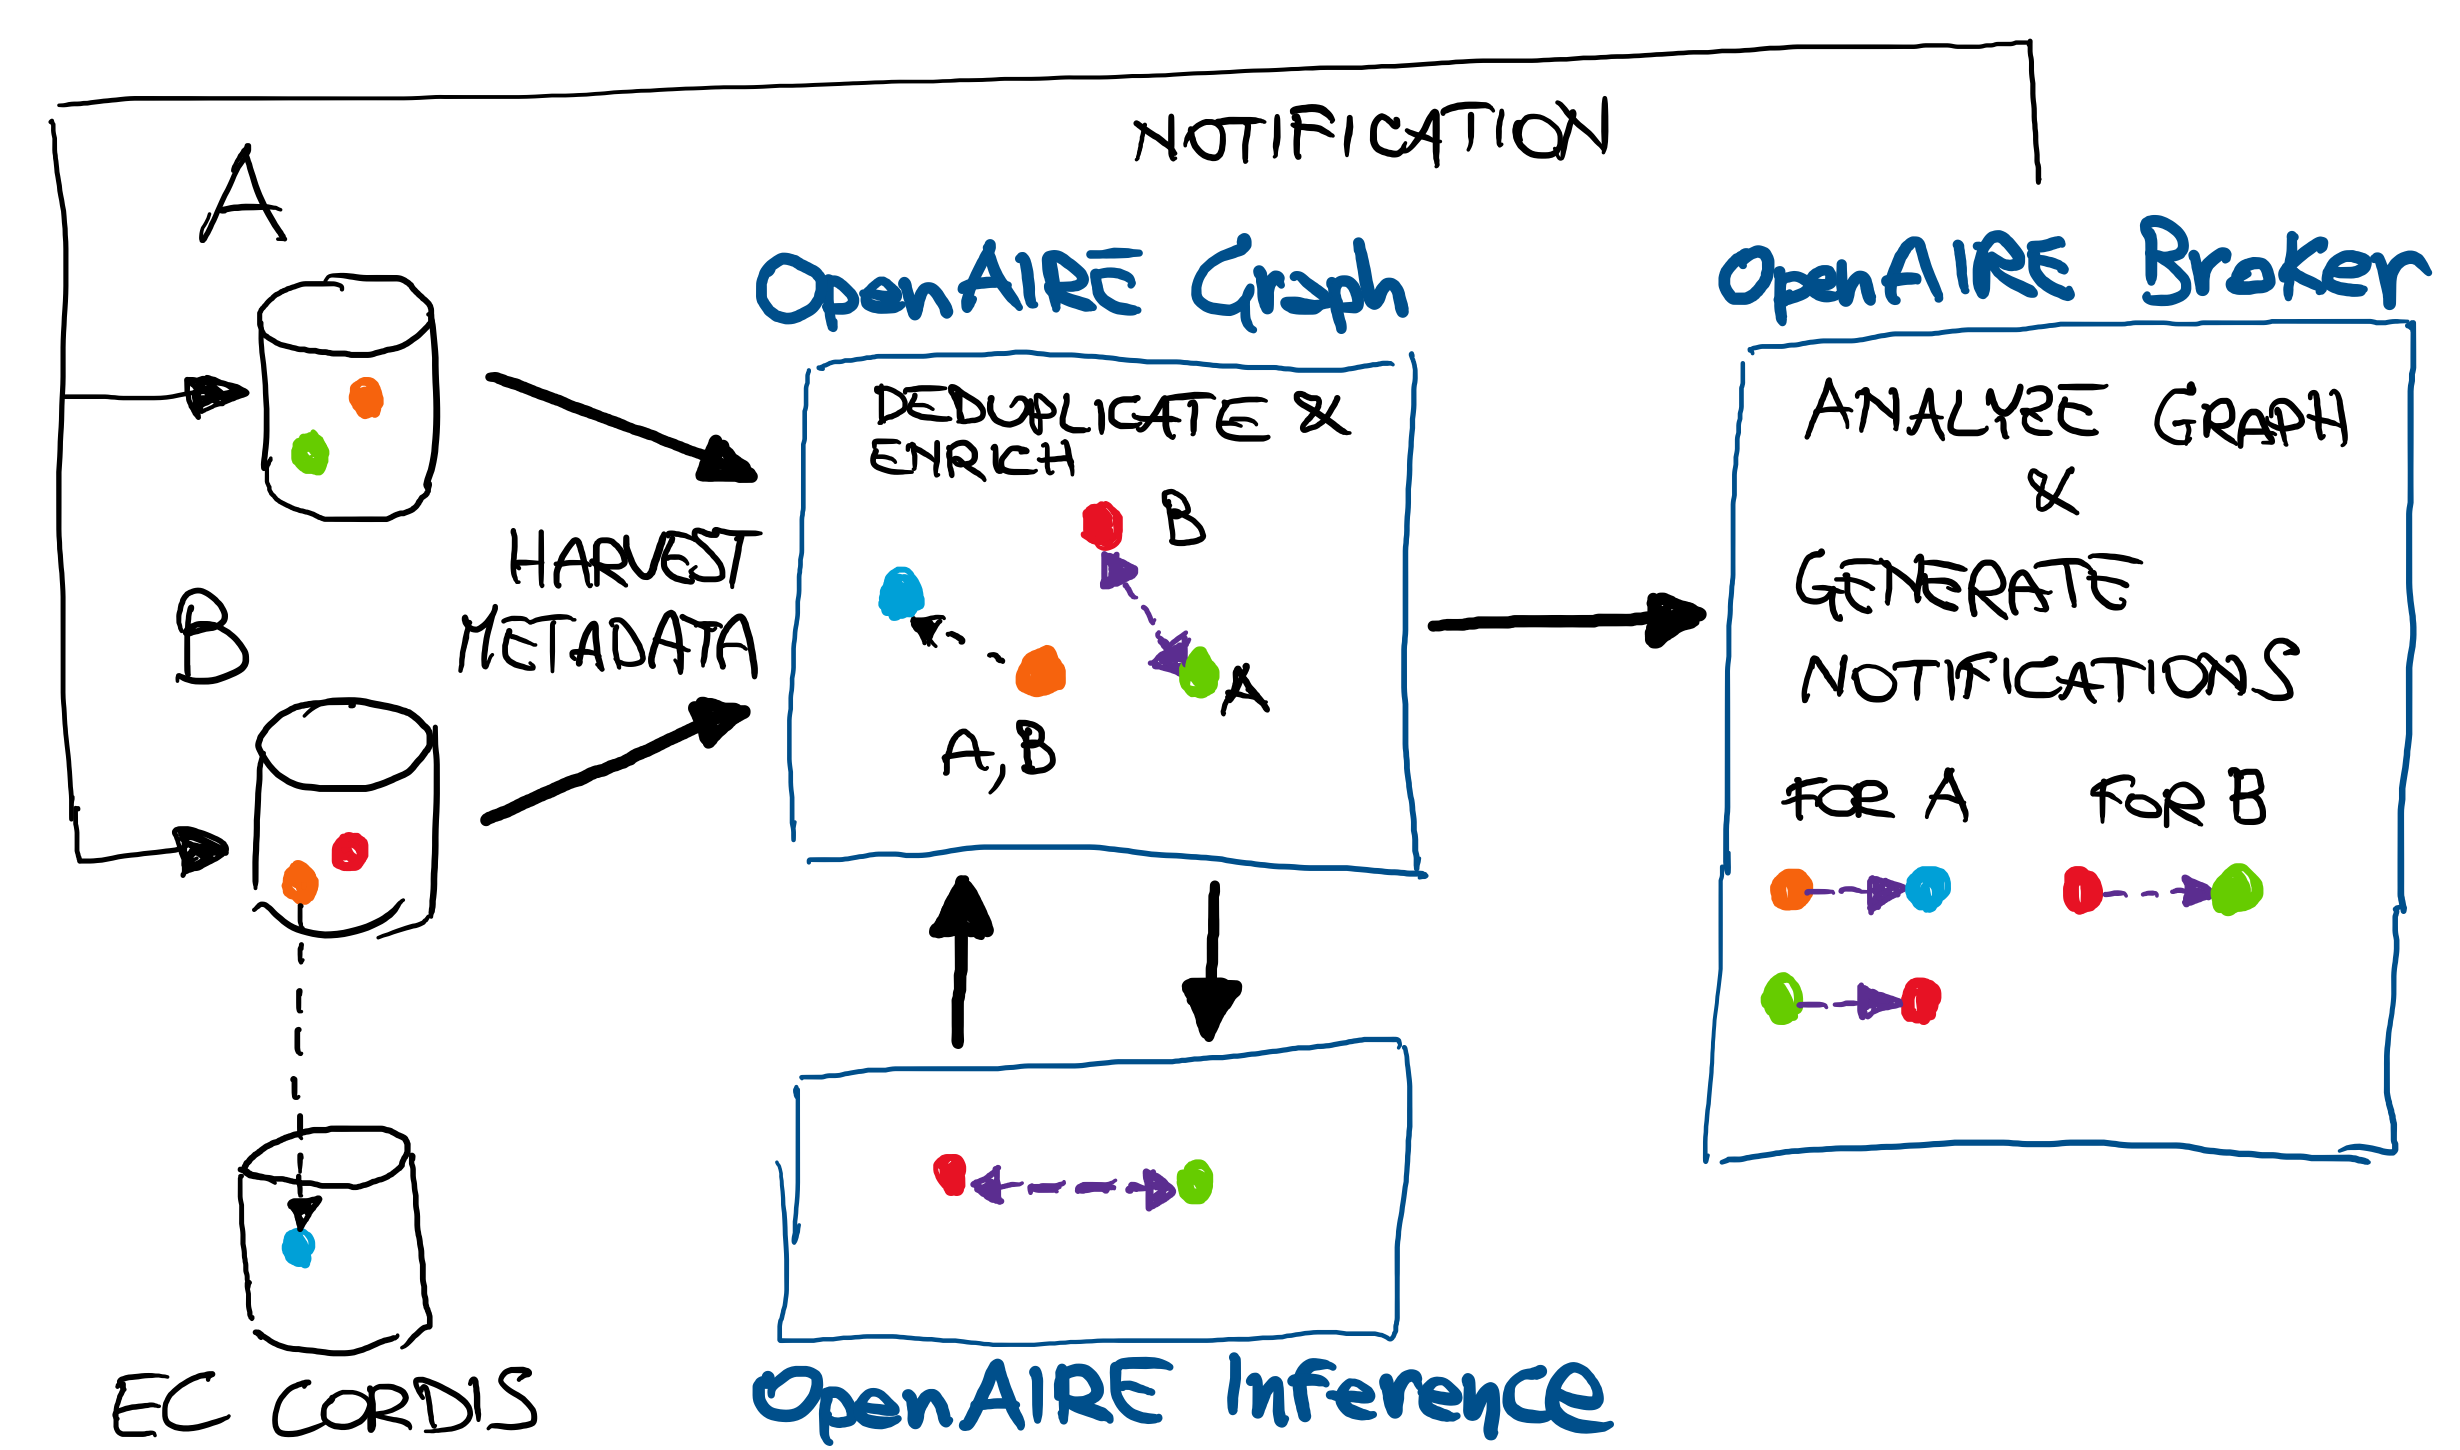 NOTIFICATION
A
OpenAIRE Graph
OpenAIRE Broker
DEDUPLICATE &
ENRICH
B
A
A, B
HARVEST
METADATA
B
ANALYZE GRAPH
&
GENERATE
NOTIFICATIONS
FOR A
FOR B
EC CORDIS
OpenAIRE Inference